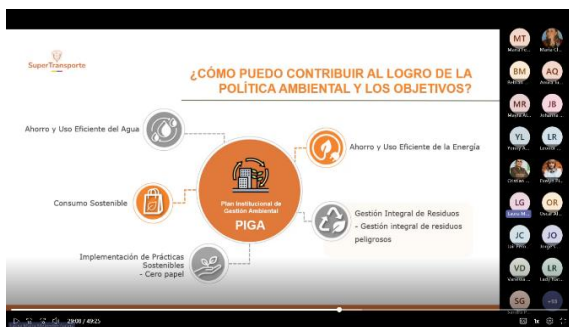 SuperTransporte
¿CÓMO PUEDO CONTRIBUIR AL LOGRO DE LA
POLÍTICA AMBIENTAL Y LOS OBJETIVOS?
Ahorro y Uso Eficiente del Agua
Ahorro y Uso Eficiente de la Energía
Consumo Sostenible
Plan Institucional de
Gestión Ambiental
PIGA
Gestión Integral de Residuos
- Gestión integral de residuos
peligrosos
Implementación de Prácticas
Sostenibles
- Cero papel
MT
BM
AQ
MR
JB
YL
LR
LG
OR
JC
JO
VD
LR
SG
28:08 / 49:25
1x